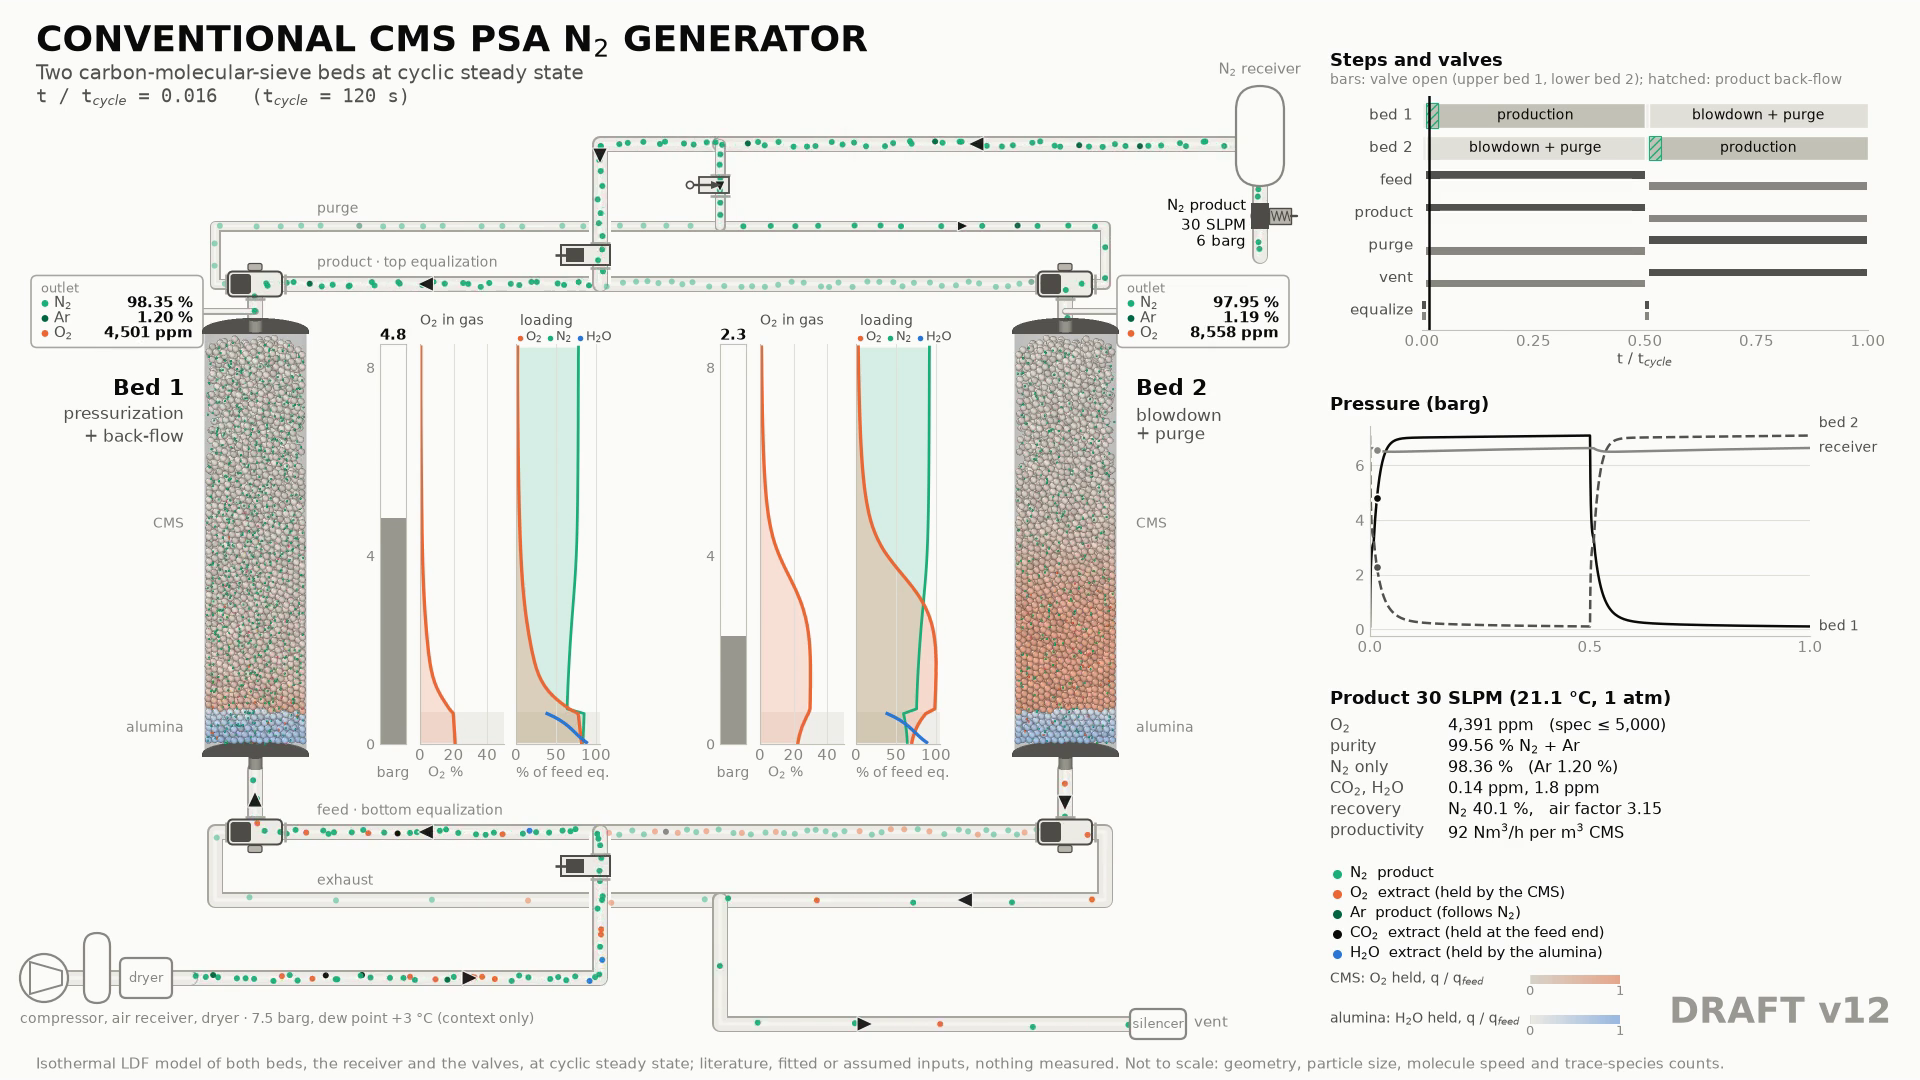 CONVENTIONAL CMS PSA N2 GENERATOR
Two carbon-molecular-sieve beds at cyclic steady state
t / tcycle = 0.016 (tcycle = 120 s)
N2 receiver
N2 product
30 SLPM
6 barg
purge
product · top equalization
outlet
N2 98.35 %
Ar 1.20 %
O2 4,501 ppm
outlet
N2 97.95 %
Ar 1.19 %
O2 8,558 ppm
Bed 1
pressurization
+ back-flow
CMS
alumina
4.8
O2 in gas
loading
O2 N2 H2O
8
4
0
0 20 40
0 50 100
barg O2 % % of feed eq.
2.3
O2 in gas
loading
O2 N2 H2O
8
4
0
0 20 40
0 50 100
barg O2 % % of feed eq.
Bed 2
blowdown
+ purge
CMS
alumina
feed · bottom equalization
exhaust
dryer
compressor, air receiver, dryer · 7.5 barg, dew point +3 °C (context only)
silencer
vent
Steps and valves
bars: valve open (upper bed 1, lower bed 2); hatched: product back-flow
bed 1 production blowdown + purge
bed 2 blowdown + purge production
feed
product
purge
vent
equalize
0.00 0.25 0.50 0.75 1.00
t / tcycle
Pressure (barg)
bed 2
receiver
bed 1
6
4
2
0
0.0 0.5 1.0
Product 30 SLPM (21.1 °C, 1 atm)
O2 4,391 ppm (spec ≤ 5,000)
purity 99.56 % N2 + Ar
N2 only 98.36 % (Ar 1.20 %)
CO2, H2O 0.14 ppm, 1.8 ppm
recovery N2 40.1 %, air factor 3.15
productivity 92 Nm3/h per m3 CMS
N2 product
O2 extract (held by the CMS)
Ar product (follows N2)
CO2 extract (held at the feed end)
H2O extract (held by the alumina)
CMS: O2 held, q / qfeed
0 1
alumina: H2O held, q / qfeed
0 1
DRAFT v12
Isothermal LDF model of both beds, the receiver and the valves, at cyclic steady state; literature, fitted or assumed inputs, nothing measured. Not to scale: geometry, particle size, molecule speed and trace-species counts.